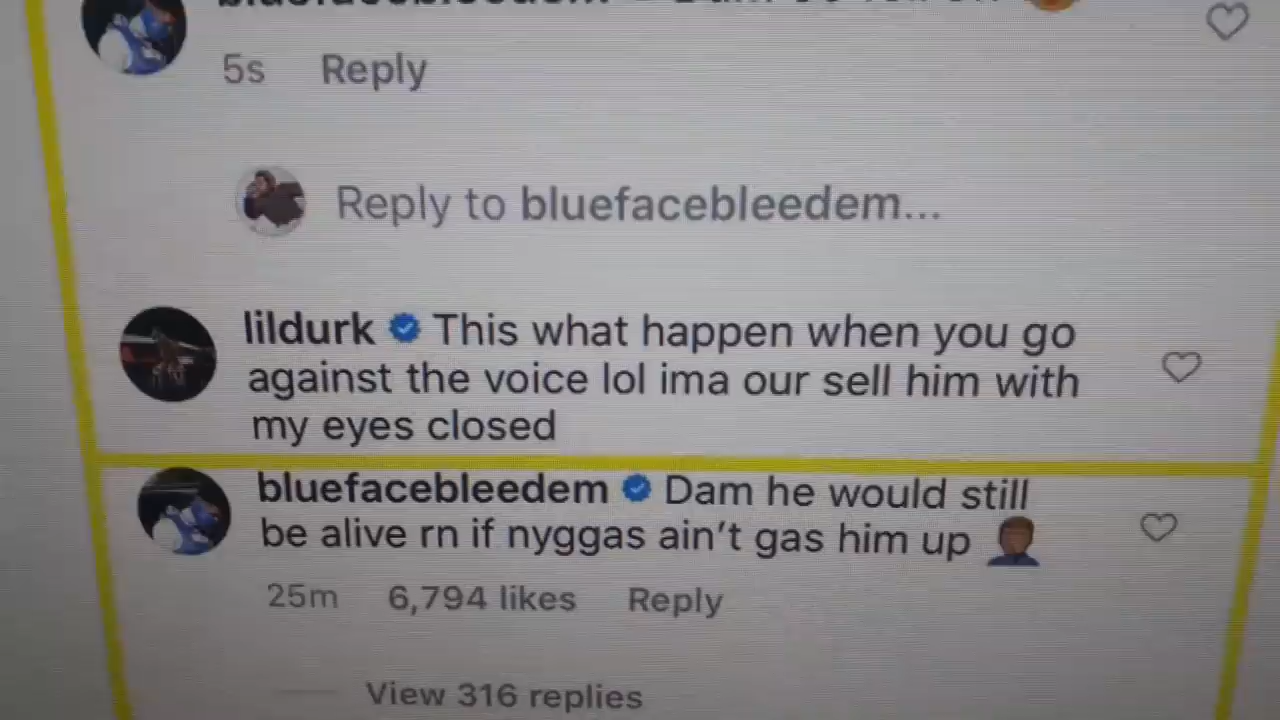 5s Reply
Reply to bluefacebleedem...
lildurk This what happen when you go
against the voice lol ima our sell him with
my eyes closed
bluefacebleedem Dam he would still
be alive rn if nyggas ain't gas him up
25m 6,794 likes Reply
View 316 replies